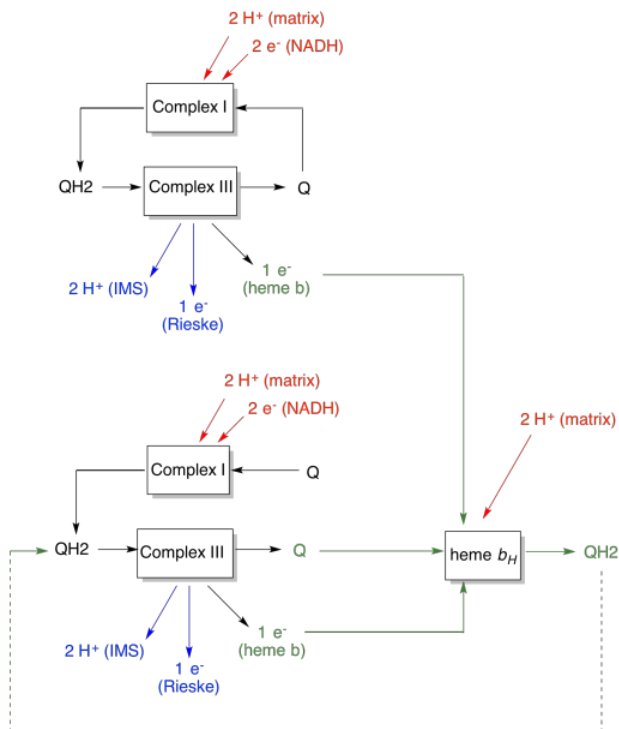 2 H+ (matrix)
2 e- (NADH)
Complex I
QH2
Complex III
Q
2 H+ (IMS)
1 e-
(Rieske)
1 e-
(heme b)
2 H+ (matrix)
2 e- (NADH)
2 H+ (matrix)
Complex I
Q
QH2
Complex III
Q
heme bH
QH2
2 H+ (IMS)
1 e-
(Rieske)
1 e-
(heme b)